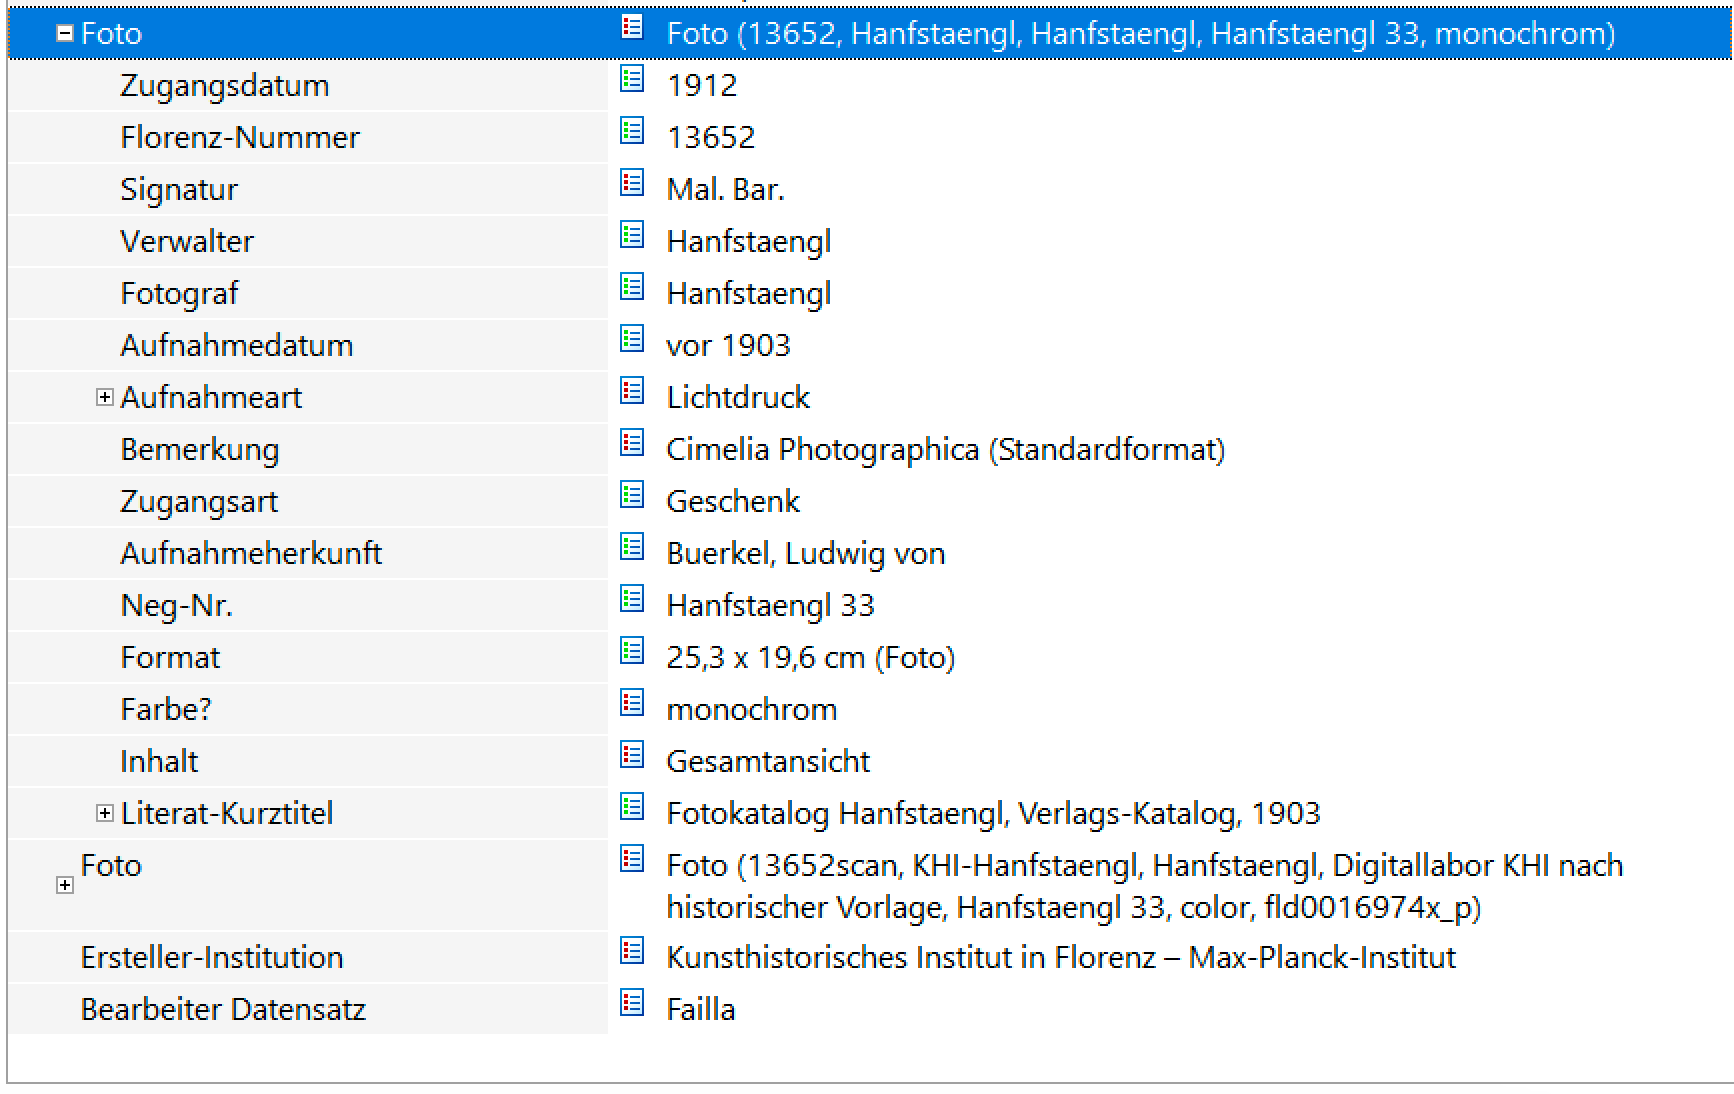 Foto Foto (13652, Hanfstaengl, Hanfstaengl, Hanfstaengl 33, monochrom)
Zugangsdatum 1912
Florenz-Nummer 13652
Signatur Mal. Bar.
Verwalter Hanfstaengl
Fotograf Hanfstaengl
Aufnahmedatum vor 1903
Aufnahmeart Lichtdruck
Bemerkung Cimelia Photographica (Standardformat)
Zugangsart Geschenk
Aufnahmeherkunft Buerkel, Ludwig von
Neg-Nr. Hanfstaengl 33
Format 25,3 x 19,6 cm (Foto)
Farbe? monochrom
Inhalt Gesamtansicht
Literat-Kurztitel Fotokatalog Hanfstaengl, Verlags-Katalog, 1903
Foto Foto (13652scan, KHI-Hanfstaengl, Hanfstaengl, Digitallabor KHI nach
historischer Vorlage, Hanfstaengl 33, color, fld0016974x_p)
Ersteller-Institution Kunsthistorisches Institut in Florenz – Max-Planck-Institut
Bearbeiter Datensatz Failla